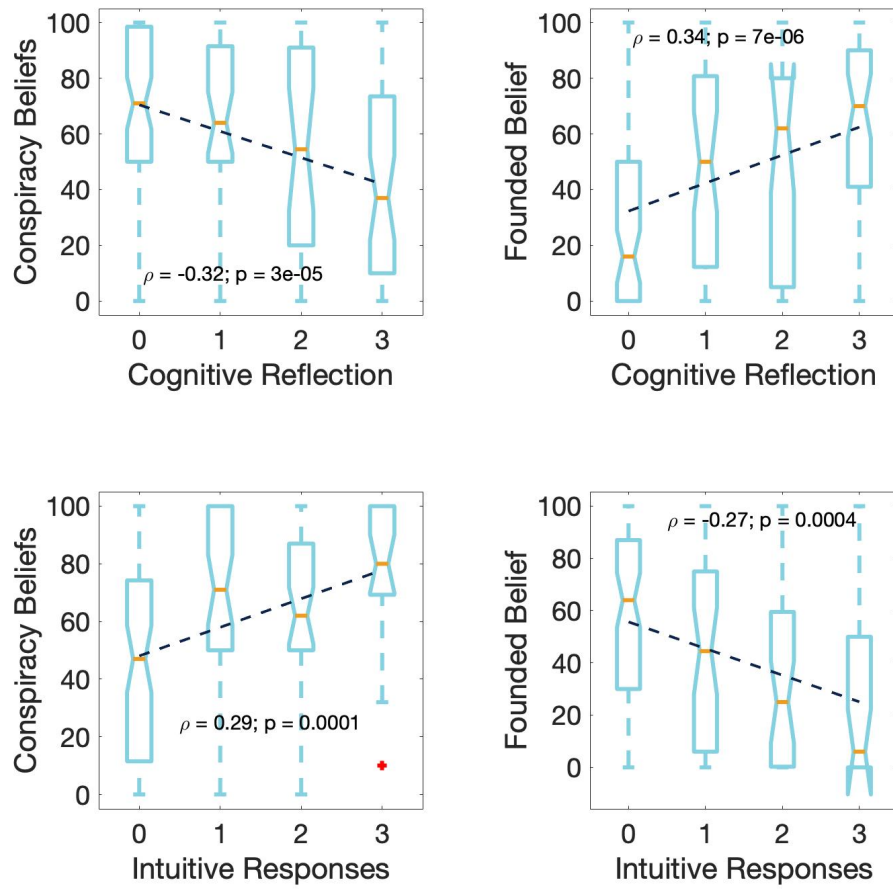 Conspiracy Beliefs
100
80
60
40
20
0
ρ = -0.32; p = 3e-05
0 1 2 3
Cognitive Reflection
Founded Belief
100
80
60
40
20
0
ρ = 0.34; p = 7e-06
0 1 2 3
Cognitive Reflection
Conspiracy Beliefs
100
80
60
40
20
0
ρ = 0.29; p = 0.0001
0 1 2 3
Intuitive Responses
Founded Belief
100
80
60
40
20
0
ρ = -0.27; p = 0.0004
0 1 2 3
Intuitive Responses